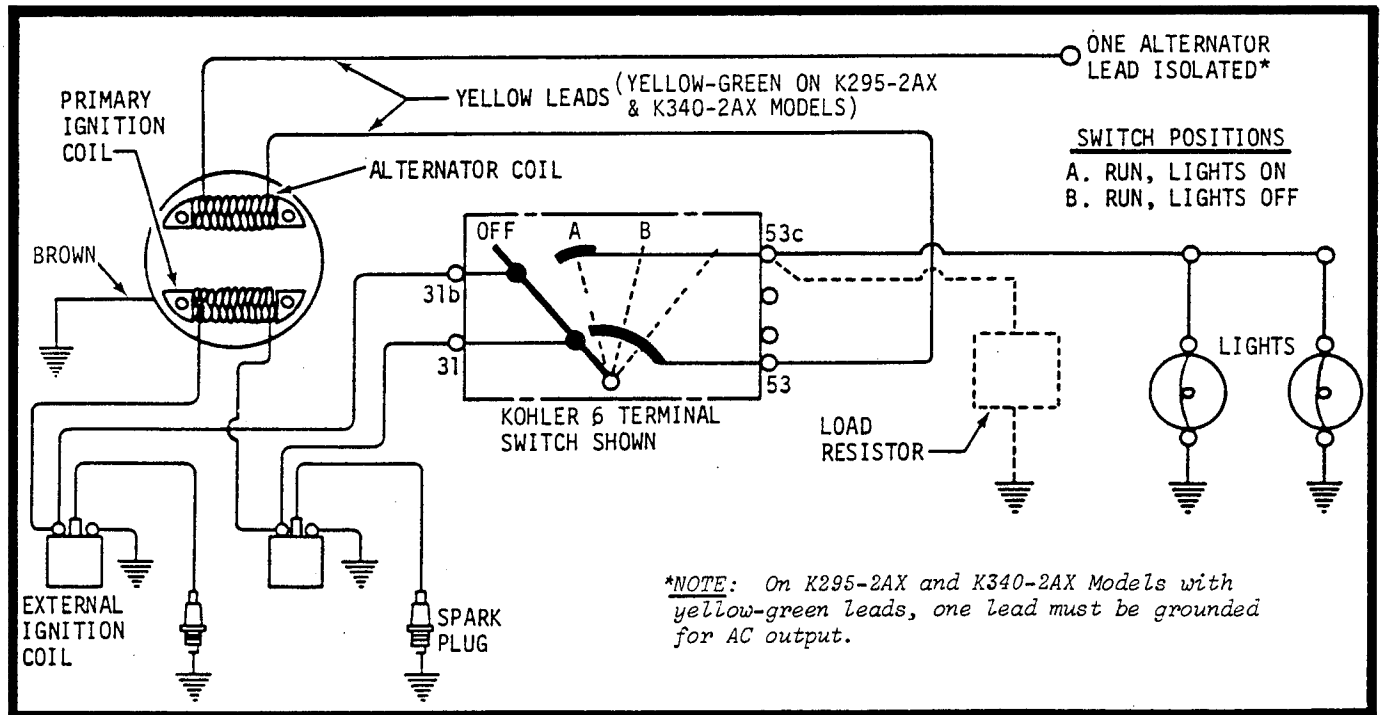 ONE ALTERNATOR
LEAD ISOLATED*
YELLOW LEADS (YELLOW-GREEN ON K295-2AX
& K340-2AX MODELS)
PRIMARY
IGNITION
COIL
ALTERNATOR COIL
SWITCH POSITIONS
A. RUN, LIGHTS ON
B. RUN, LIGHTS OFF
BROWN
OFF
A
B
53c
31b
31
53
KOHLER 6 TERMINAL
SWITCH SHOWN
LOAD
RESISTOR
LIGHTS
EXTERNAL
IGNITION
COIL
SPARK
PLUG
*NOTE: On K295-2AX and K340-2AX Models with
yellow-green leads, one lead must be grounded
for AC output.